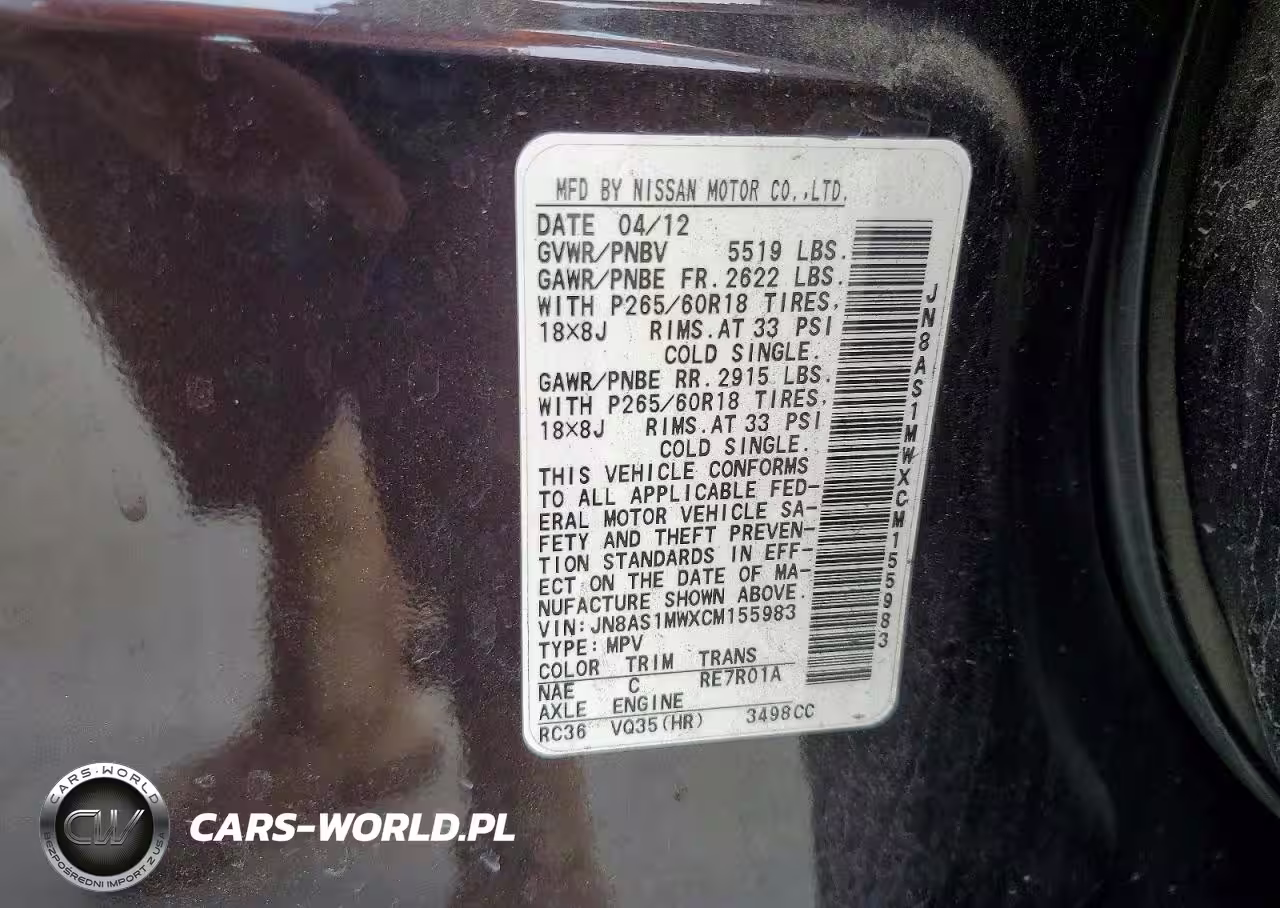 MFD BY NISSAN MOTOR CO.,LTD.
DATE 04/12
GVWR/PNBV 5519 LBS.
GAWR/PNBE FR. 2622 LBS.
WITH P265/60R18 TIRES,
18×8J RIMS. AT 33 PSI
COLD SINGLE.
GAWR/PNBE RR. 2915 LBS.
WITH P265/60R18 TIRES,
18×8J RIMS. AT 33 PSI
COLD SINGLE.
THIS VEHICLE CONFORMS
TO ALL APPLICABLE FED-
ERAL MOTOR VEHICLE SA-
FETY AND THEFT PREVEN-
TION STANDARDS IN EFF-
ECT ON THE DATE OF MA-
NUFACTURE SHOWN ABOVE.
VIN: JN8AS1MWXCM155983
TYPE: MPV
COLOR TRIM TRANS
NAE C RE7R01A
AXLE ENGINE
RC36 VQ35(HR) 3498CC
JN8AS1MWXCM155983
CARS-WORLD
CW
BEZPOŚREDNI IMPORT Z USA
CARS-WORLD.PL